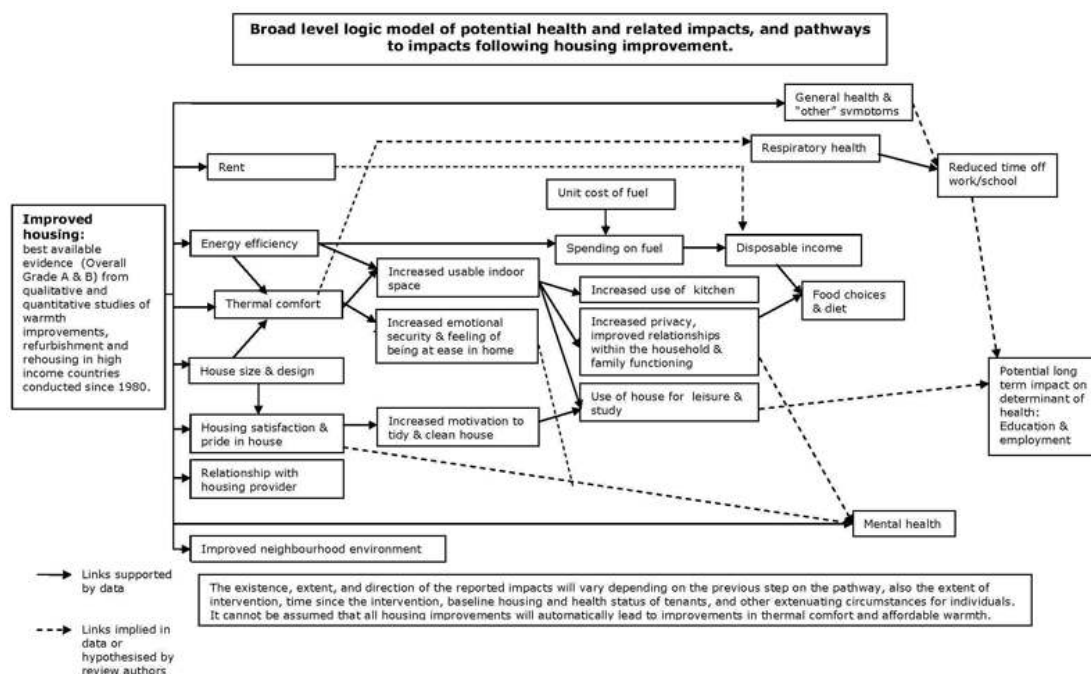 Broad level logic model of potential health and related impacts, and pathways
to impacts following housing improvement.
General health &
"other" symptoms
Respiratory health
Reduced time off
work/school
Rent
Unit cost of fuel
Improved
housing:
best available
evidence (Overall
Grade A & B) from
qualitative and
quantitative studies of
warmth
improvements,
refurbishment and
rehousing in high
income countries
conducted since 1980.
Energy efficiency
Spending on fuel
Disposable income
Increased usable indoor
space
Thermal comfort
Increased use of kitchen
Food choices
& diet
Increased emotional
security & feeling of
being at ease in home
Increased privacy,
improved relationships
within the household &
family functioning
House size & design
Use of house for leisure &
study
Potential long
term impact on
determinant of
health:
Education &
employment
Housing satisfaction &
pride in house
Increased motivation to
tidy & clean house
Relationship with
housing provider
Mental health
Improved neighbourhood environment
Links supported
by data
The existence, extent, and direction of the reported impacts will vary depending on the previous step on the pathway, also the extent of
intervention, time since the intervention, baseline housing and health status of tenants, and other extenuating circumstances for individuals.
It cannot be assumed that all housing improvements will automatically lead to improvements in thermal comfort and affordable warmth.
Links implied in
data or
hypothesised by
review authors